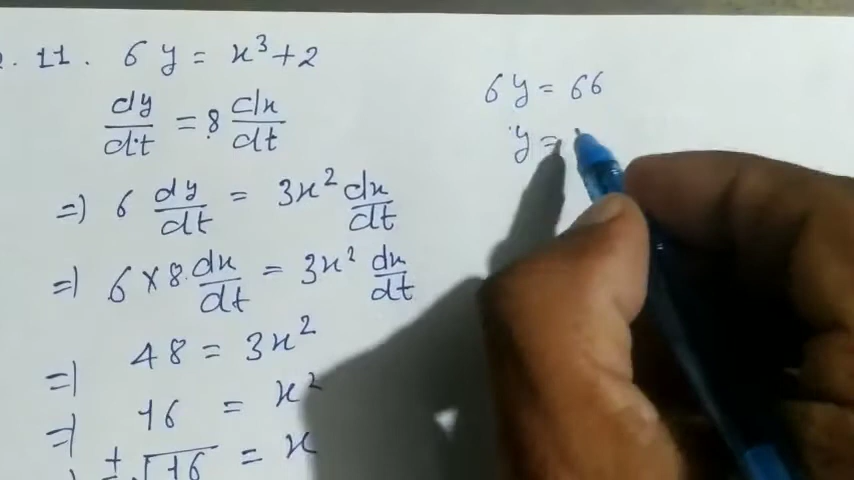 . 11. 6y = x³+2
dy/dt = 8 dx/dt
=> 6 dy/dt = 3x² dx/dt
=> 6×8 dx/dt = 3x² dx/dt
=> 48 = 3x²
=> 16 = x²
± √16 = x
6y = 66
y =